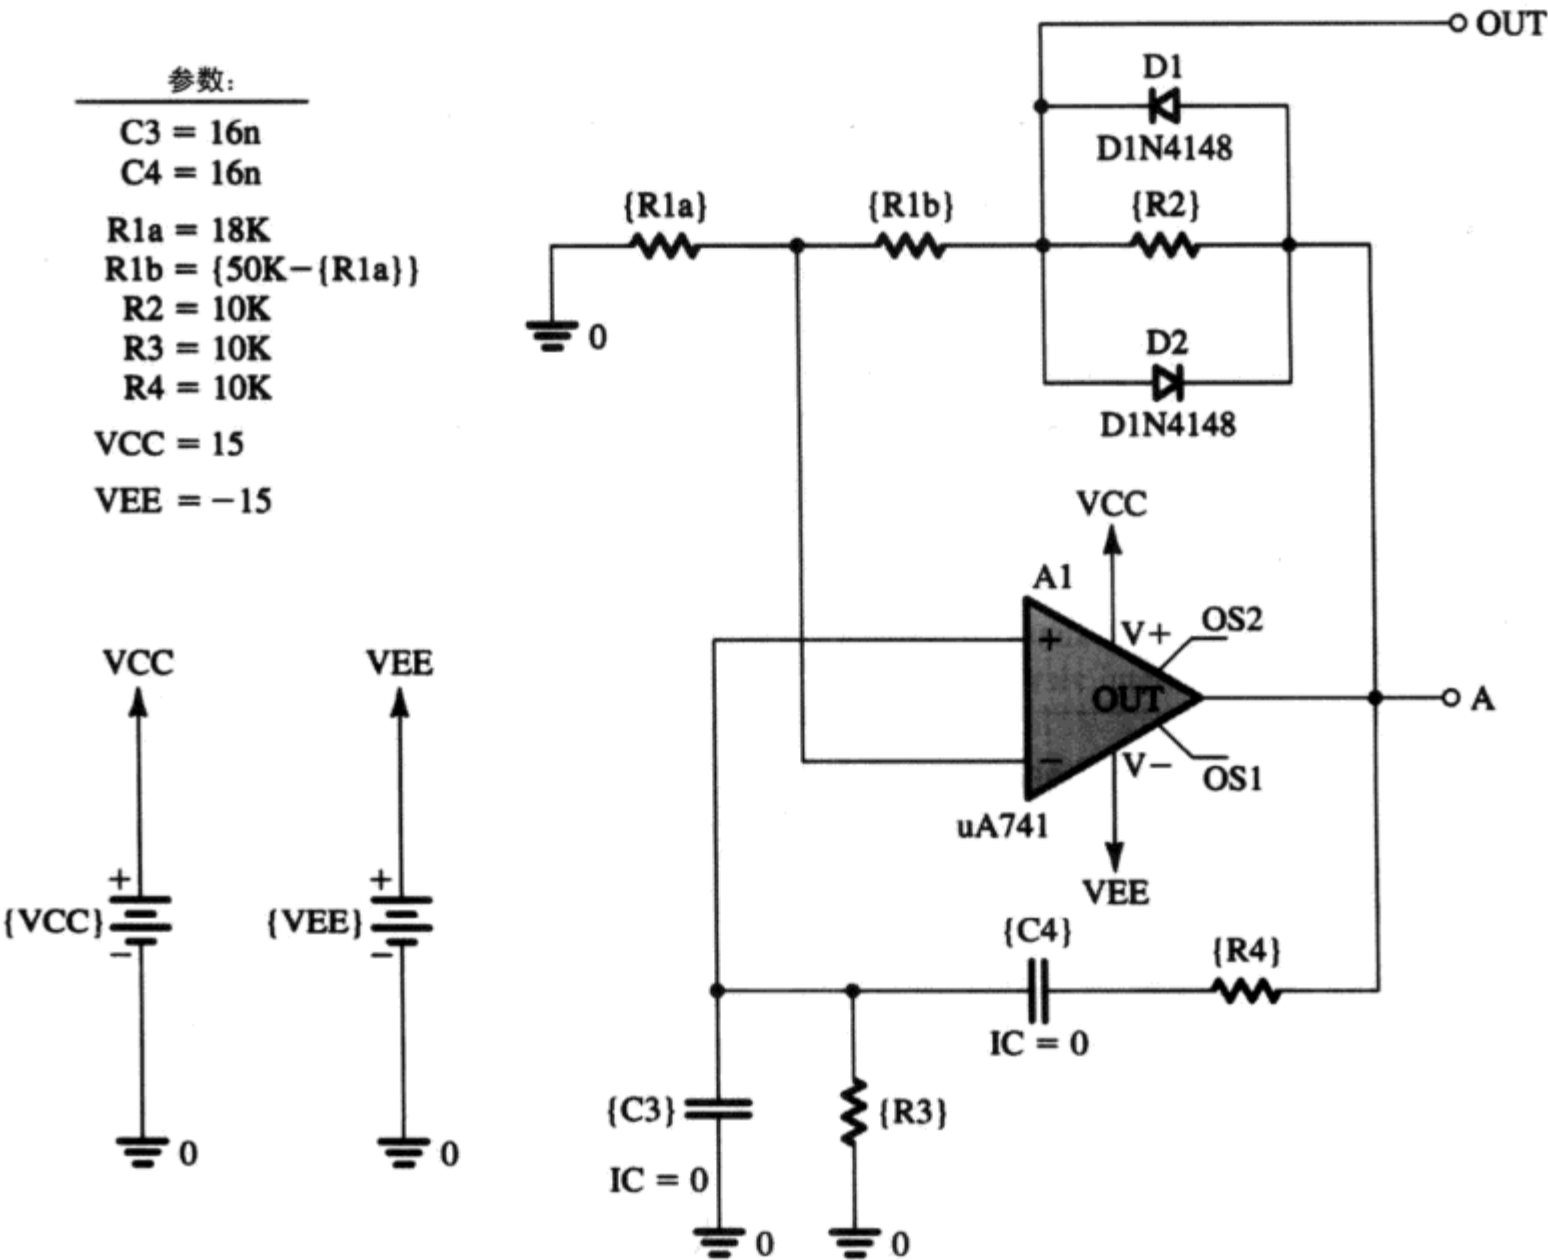 参数:
C3 = 16n
C4 = 16n
R1a = 18K
R1b = {50K−{R1a}}
R2 = 10K
R3 = 10K
R4 = 10K
VCC = 15
VEE = −15
OUT
D1
D1N4148
{R1a}
{R1b}
{R2}
0
D2
D1N4148
VCC
A1
+
V+
OS2
OUT
A
−
V−
OS1
uA741
VEE
VCC
VEE
+
{VCC}
−
0
+
{VEE}
−
0
{C4}
IC = 0
{R4}
{C3}
IC = 0
0
{R3}
0